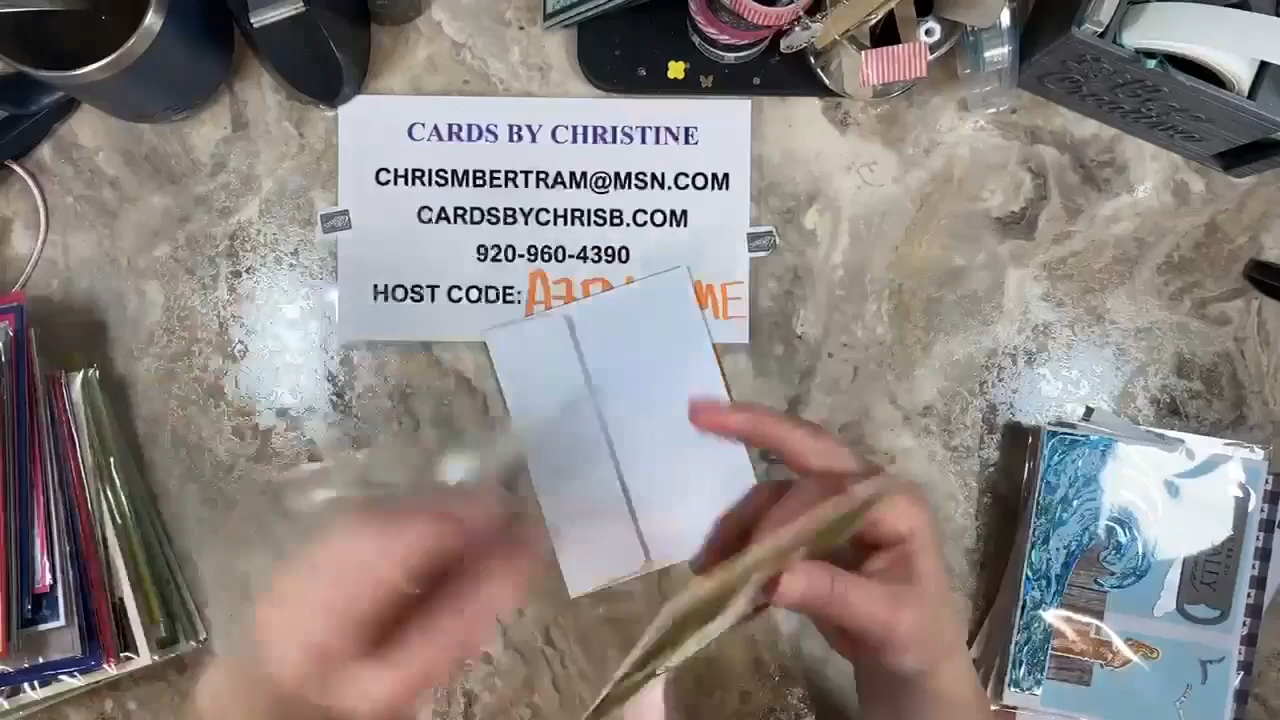 CARDS BY CHRISTINE
CHRISMBERTRAM@MSN.COM
CARDSBYCHRISB.COM
920-960-4390
HOST CODE: